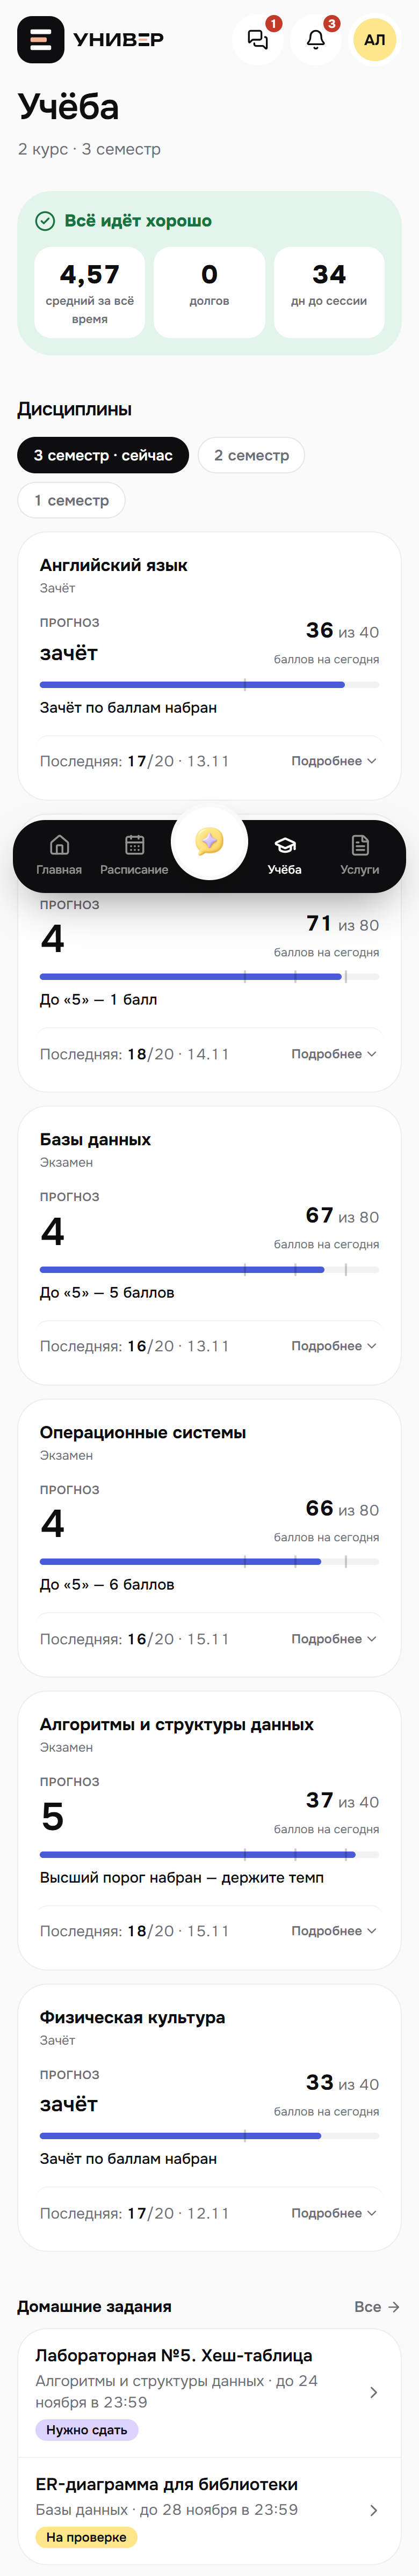 УНИВЕР
1
3
АЛ
Учёба
2 курс · 3 семестр
Всё идёт хорошо
4,57
средний за всё
время
0
долгов
34
дн до сессии
Дисциплины
3 семестр · сейчас
2 семестр
1 семестр
Английский язык
Зачёт
ПРОГНОЗ
зачёт
36 из 40
баллов на сегодня
Зачёт по баллам набран
Последняя: 17/20 · 13.11
Подробнее
Главная
Расписание
Учёба
Услуги
ПРОГНОЗ
4
71 из 80
баллов на сегодня
До «5» — 1 балл
Последняя: 18/20 · 14.11
Подробнее
Базы данных
Экзамен
ПРОГНОЗ
4
67 из 80
баллов на сегодня
До «5» — 5 баллов
Последняя: 16/20 · 13.11
Подробнее
Операционные системы
Экзамен
ПРОГНОЗ
4
66 из 80
баллов на сегодня
До «5» — 6 баллов
Последняя: 16/20 · 15.11
Подробнее
Алгоритмы и структуры данных
Экзамен
ПРОГНОЗ
5
37 из 40
баллов на сегодня
Высший порог набран — держите темп
Последняя: 18/20 · 15.11
Подробнее
Физическая культура
Зачёт
ПРОГНОЗ
зачёт
33 из 40
баллов на сегодня
Зачёт по баллам набран
Последняя: 17/20 · 12.11
Подробнее
Домашние задания
Все
Лабораторная №5. Хеш-таблица
Алгоритмы и структуры данных · до 24
ноября в 23:59
Нужно сдать
ER-диаграмма для библиотеки
Базы данных · до 28 ноября в 23:59
На проверке